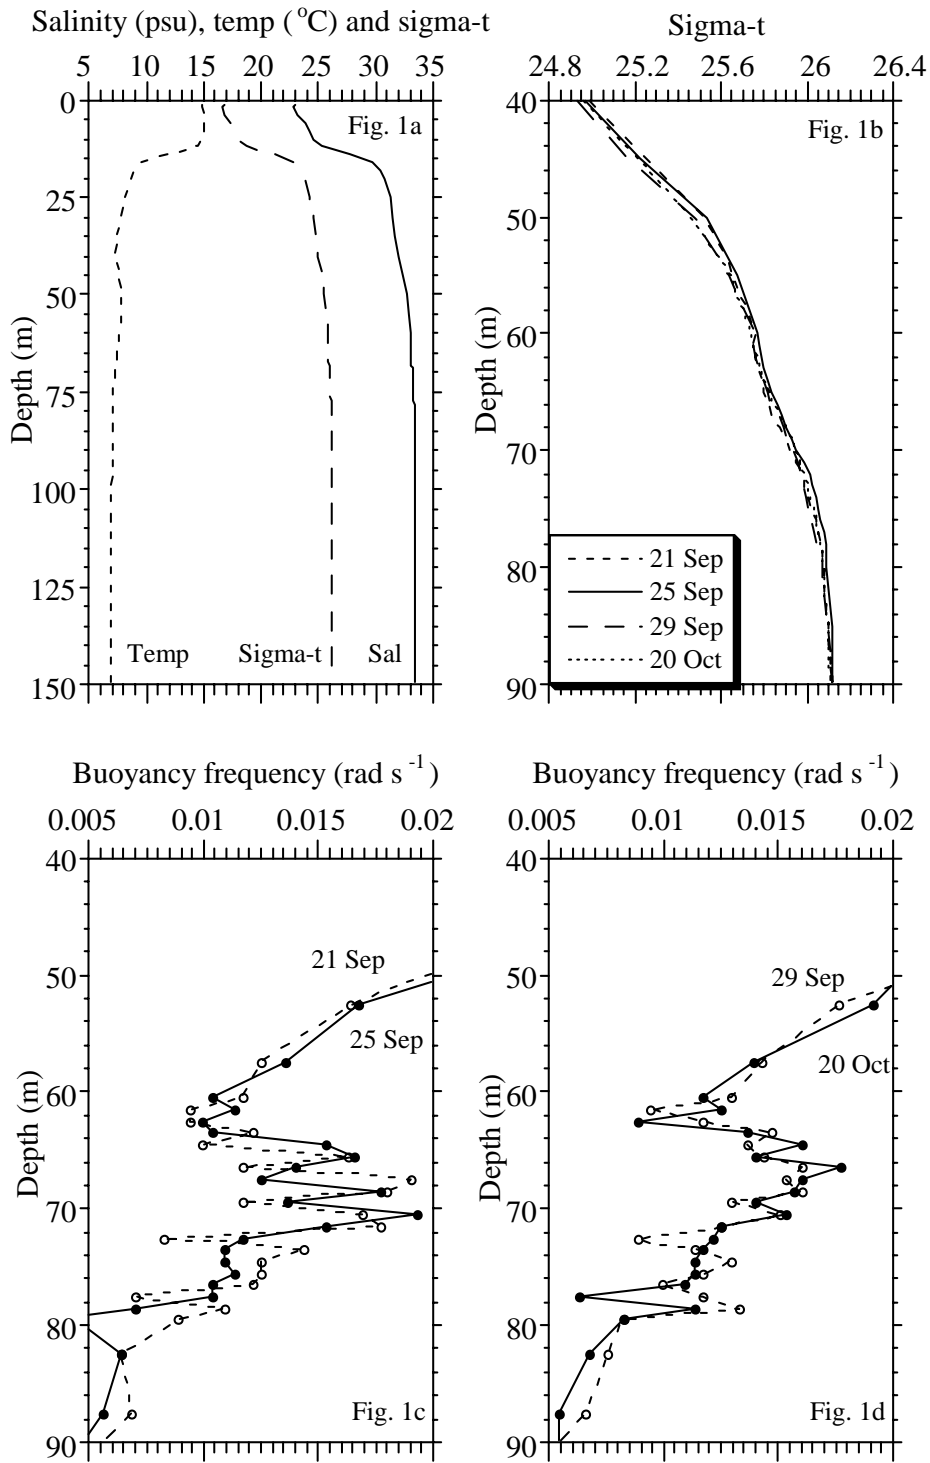 Salinity (psu), temp (°C) and sigma-t
5 10 15 20 25 30 35
0
25
50
75
100
125
150
Depth (m)
Fig. 1a
Temp Sigma-t Sal
Sigma-t
24.8 25.2 25.6 26 26.4
40
50
60
70
80
90
Depth (m)
Fig. 1b
21 Sep
25 Sep
29 Sep
20 Oct
Buoyancy frequency (rad s -1)
0.005 0.01 0.015 0.02
40
50
60
70
80
90
Depth (m)
21 Sep
25 Sep
Fig. 1c
Buoyancy frequency (rad s -1)
0.005 0.01 0.015 0.02
40
50
60
70
80
90
Depth (m)
29 Sep
20 Oct
Fig. 1d